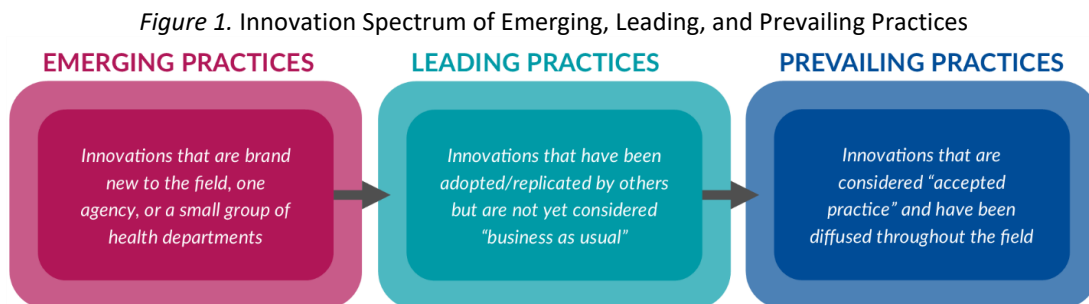 Figure 1. Innovation Spectrum of Emerging, Leading, and Prevailing Practices
EMERGING PRACTICES
Innovations that are brand
new to the field, one
agency, or a small group of
health departments
LEADING PRACTICES
Innovations that have been
adopted/replicated by others
but are not yet considered
“business as usual”
PREVAILING PRACTICES
Innovations that are
considered “accepted
practice” and have been
diffused throughout the field